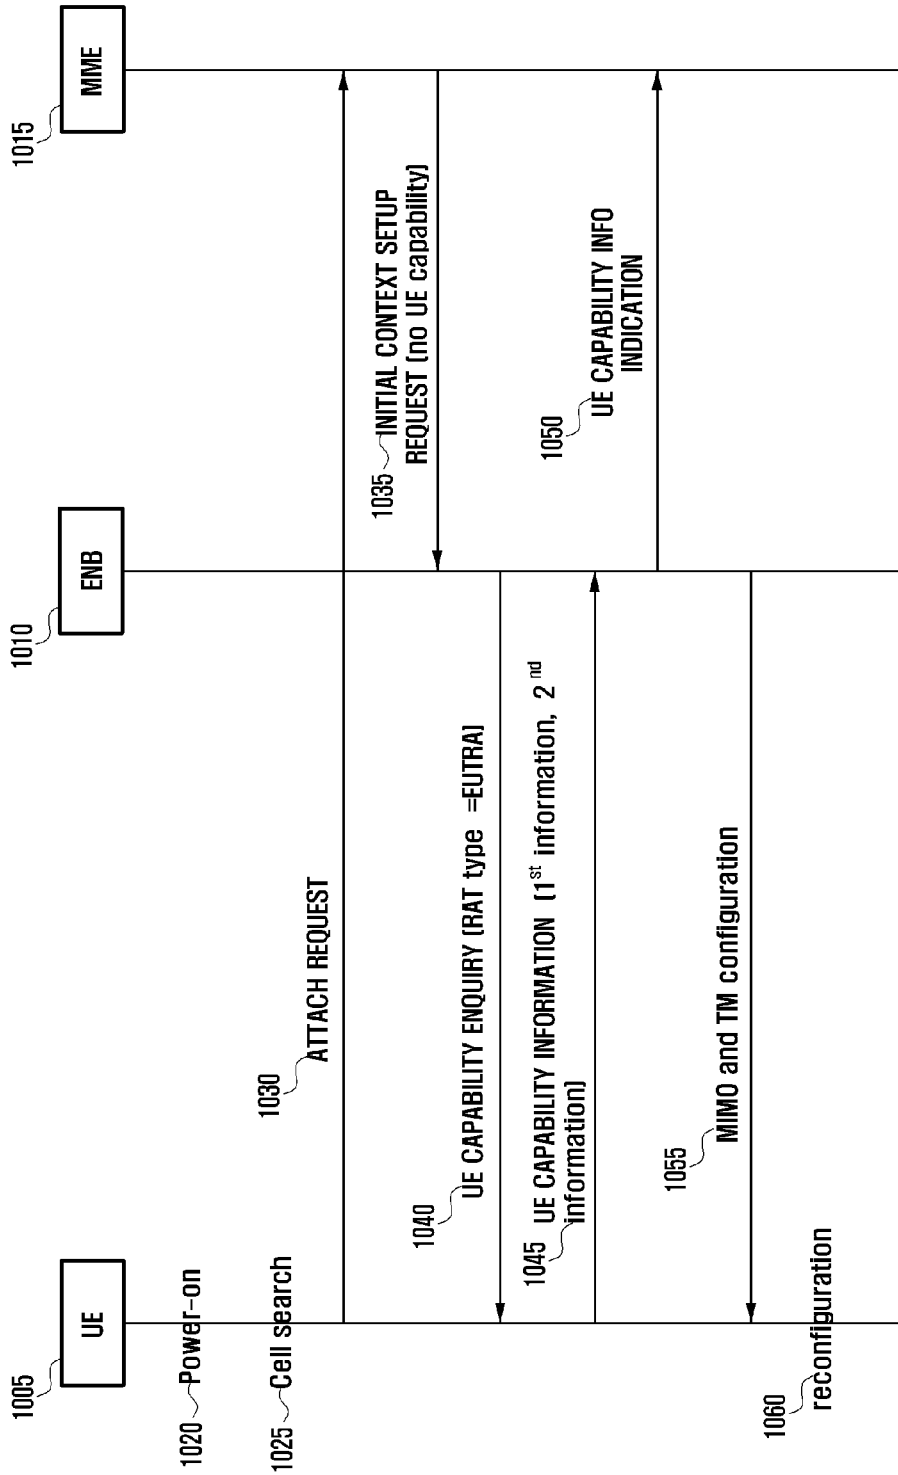 1005
UE
1010
ENB
1015
MME
1020
Power-on
1025
Cell search
1030
ATTACH REQUEST
1035
INITIAL CONTEXT SETUP
REQUEST (no UE capability)
1040
UE CAPABILITY ENQUIRY (RAT type =EUTRA)
1045
UE CAPABILITY INFORMATION (1st information, 2nd
information)
1050
UE CAPABILITY INFO
INDICATION
1055
MIMO and TM configuration
1060
reconfiguration